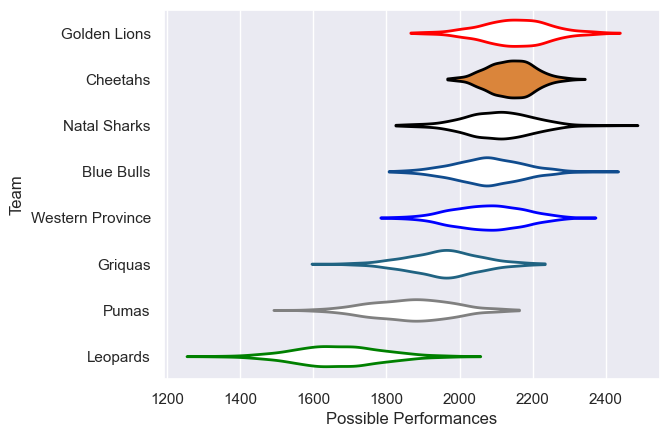 Golden Lions
Cheetahs
Natal Sharks
Blue Bulls
Western Province
Griquas
Pumas
Leopards
Team
1200 1400 1600 1800 2000 2200 2400
Possible Performances